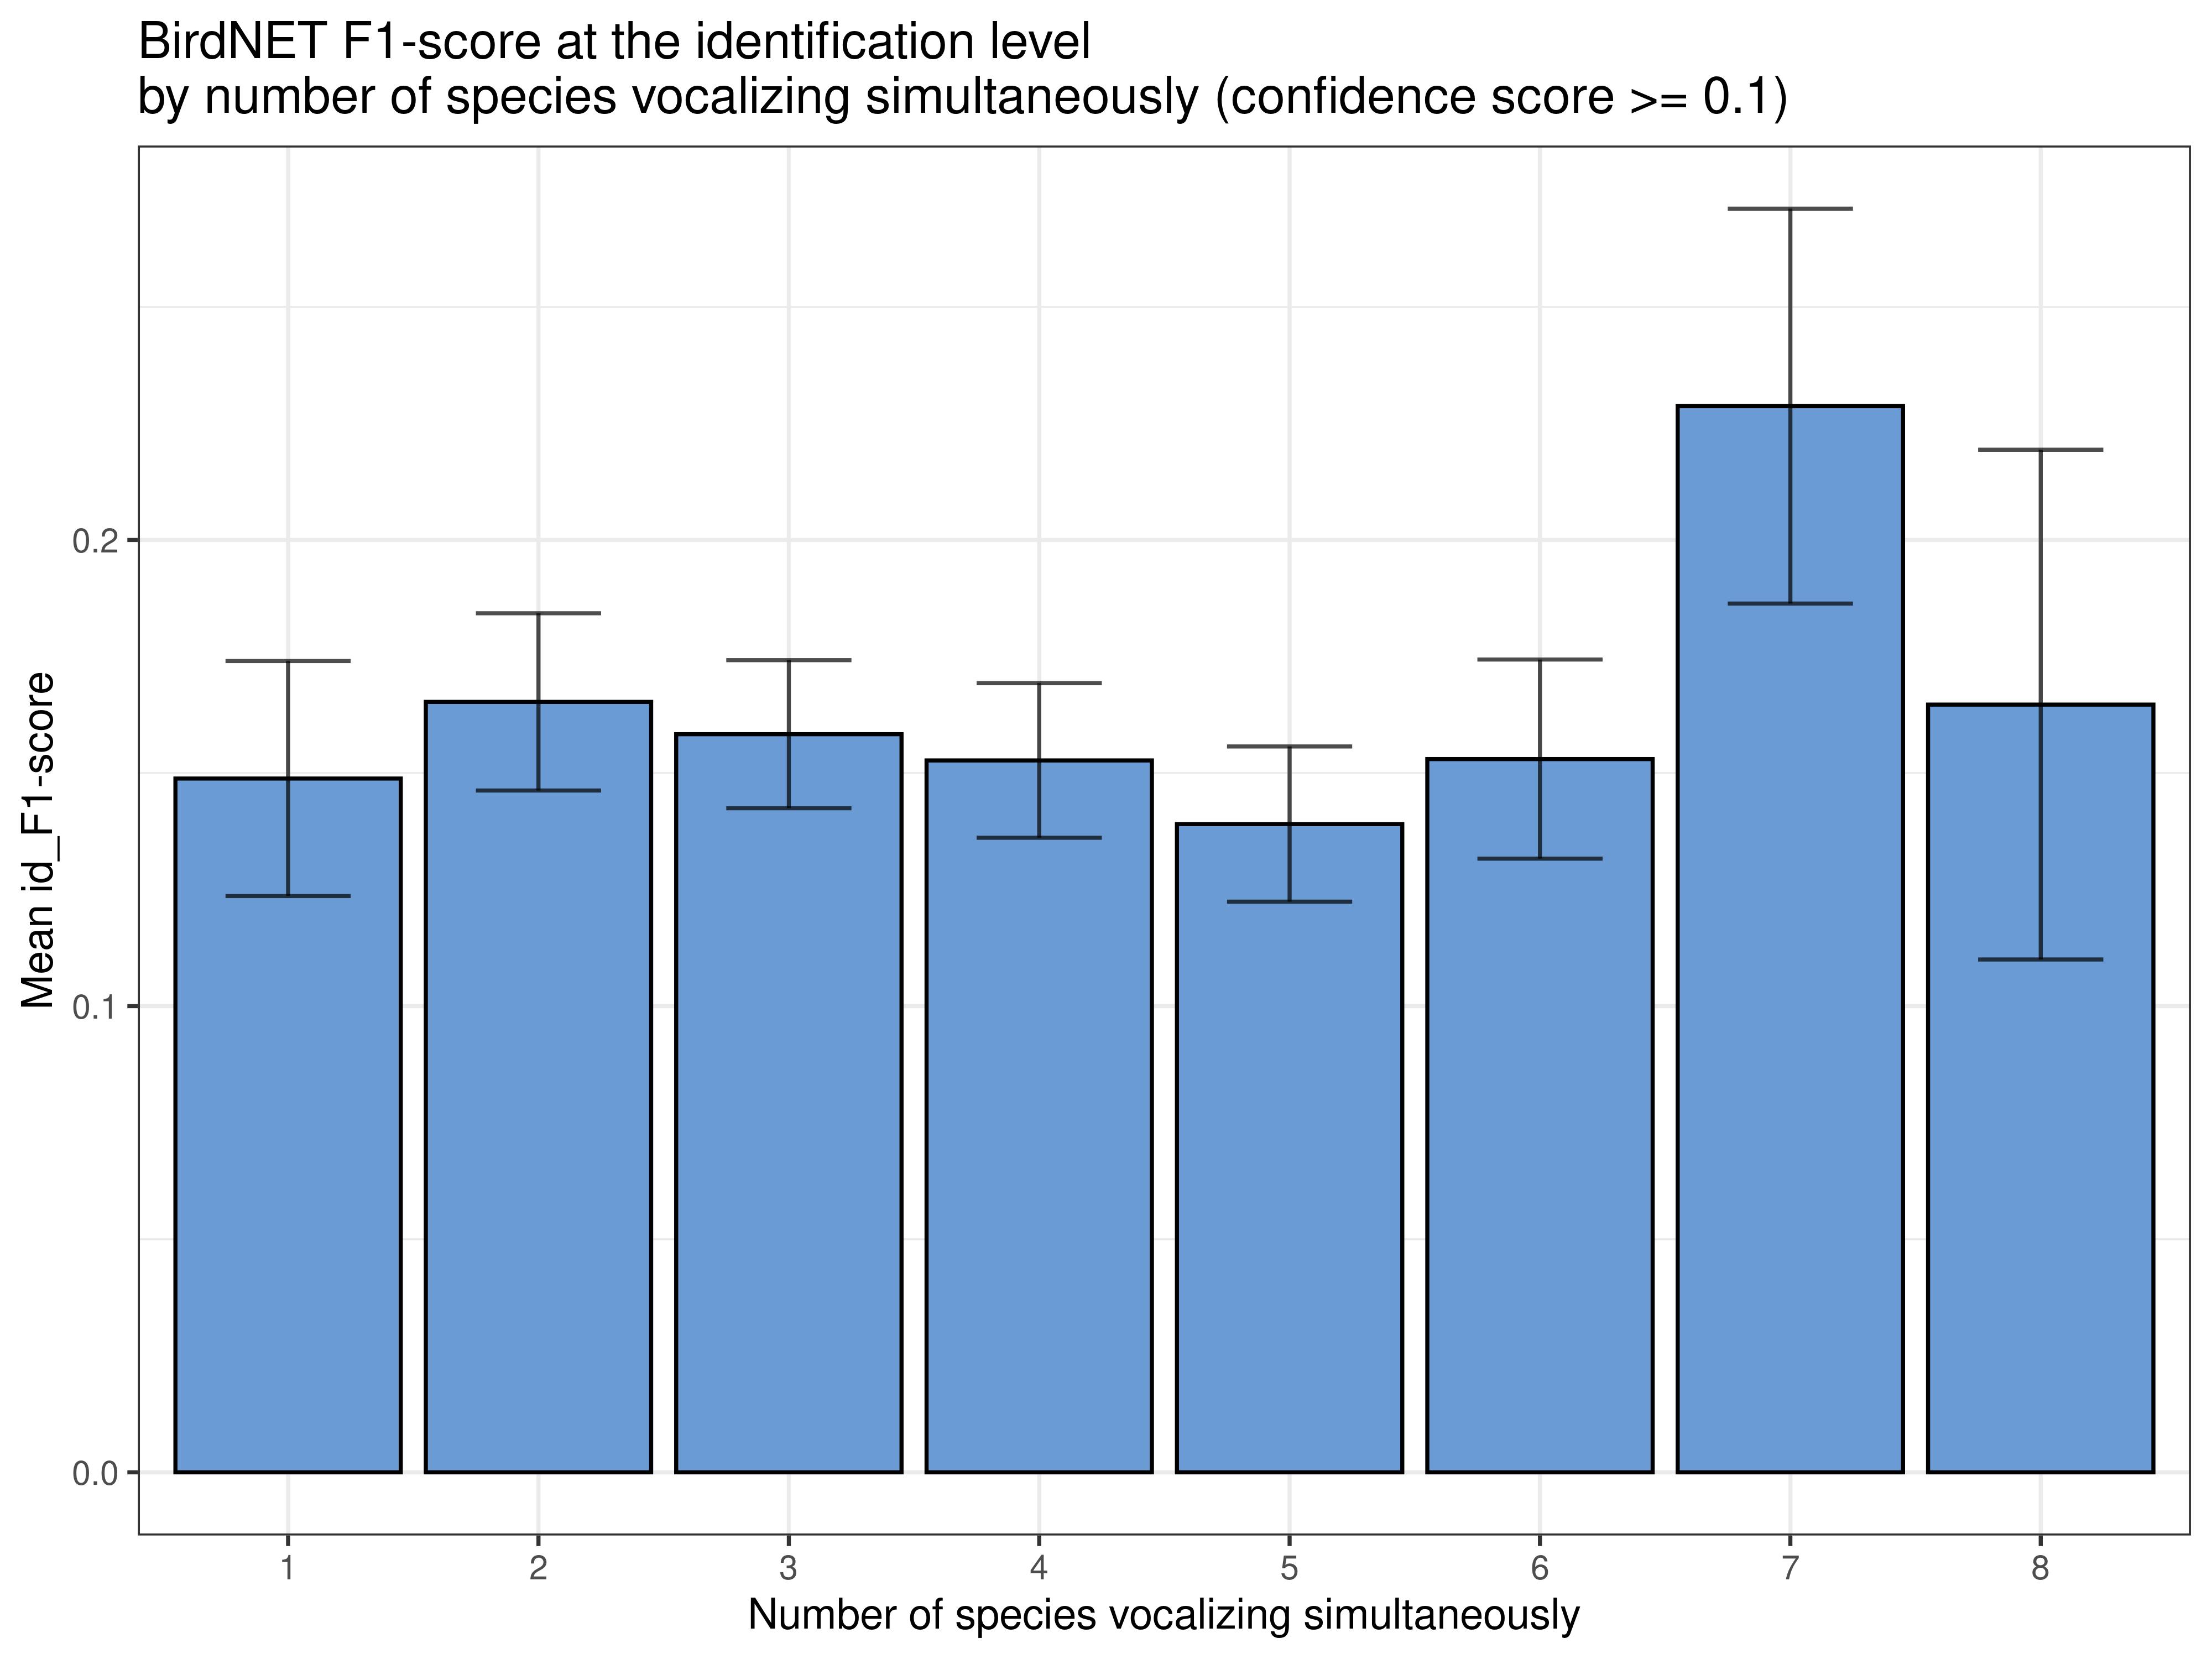 BirdNET F1-score at the identification level
by number of species vocalizing simultaneously (confidence score >= 0.1)
Mean id_F1-score
0.2
0.1
0.0
1 2 3 4 5 6 7 8
Number of species vocalizing simultaneously